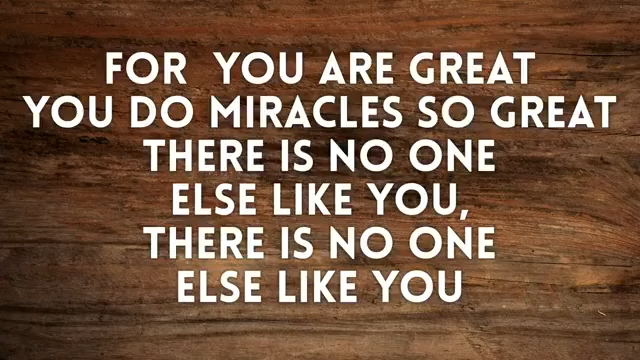 FOR YOU ARE GREAT
YOU DO MIRACLES SO GREAT
THERE IS NO ONE
ELSE LIKE YOU,
THERE IS NO ONE
ELSE LIKE YOU